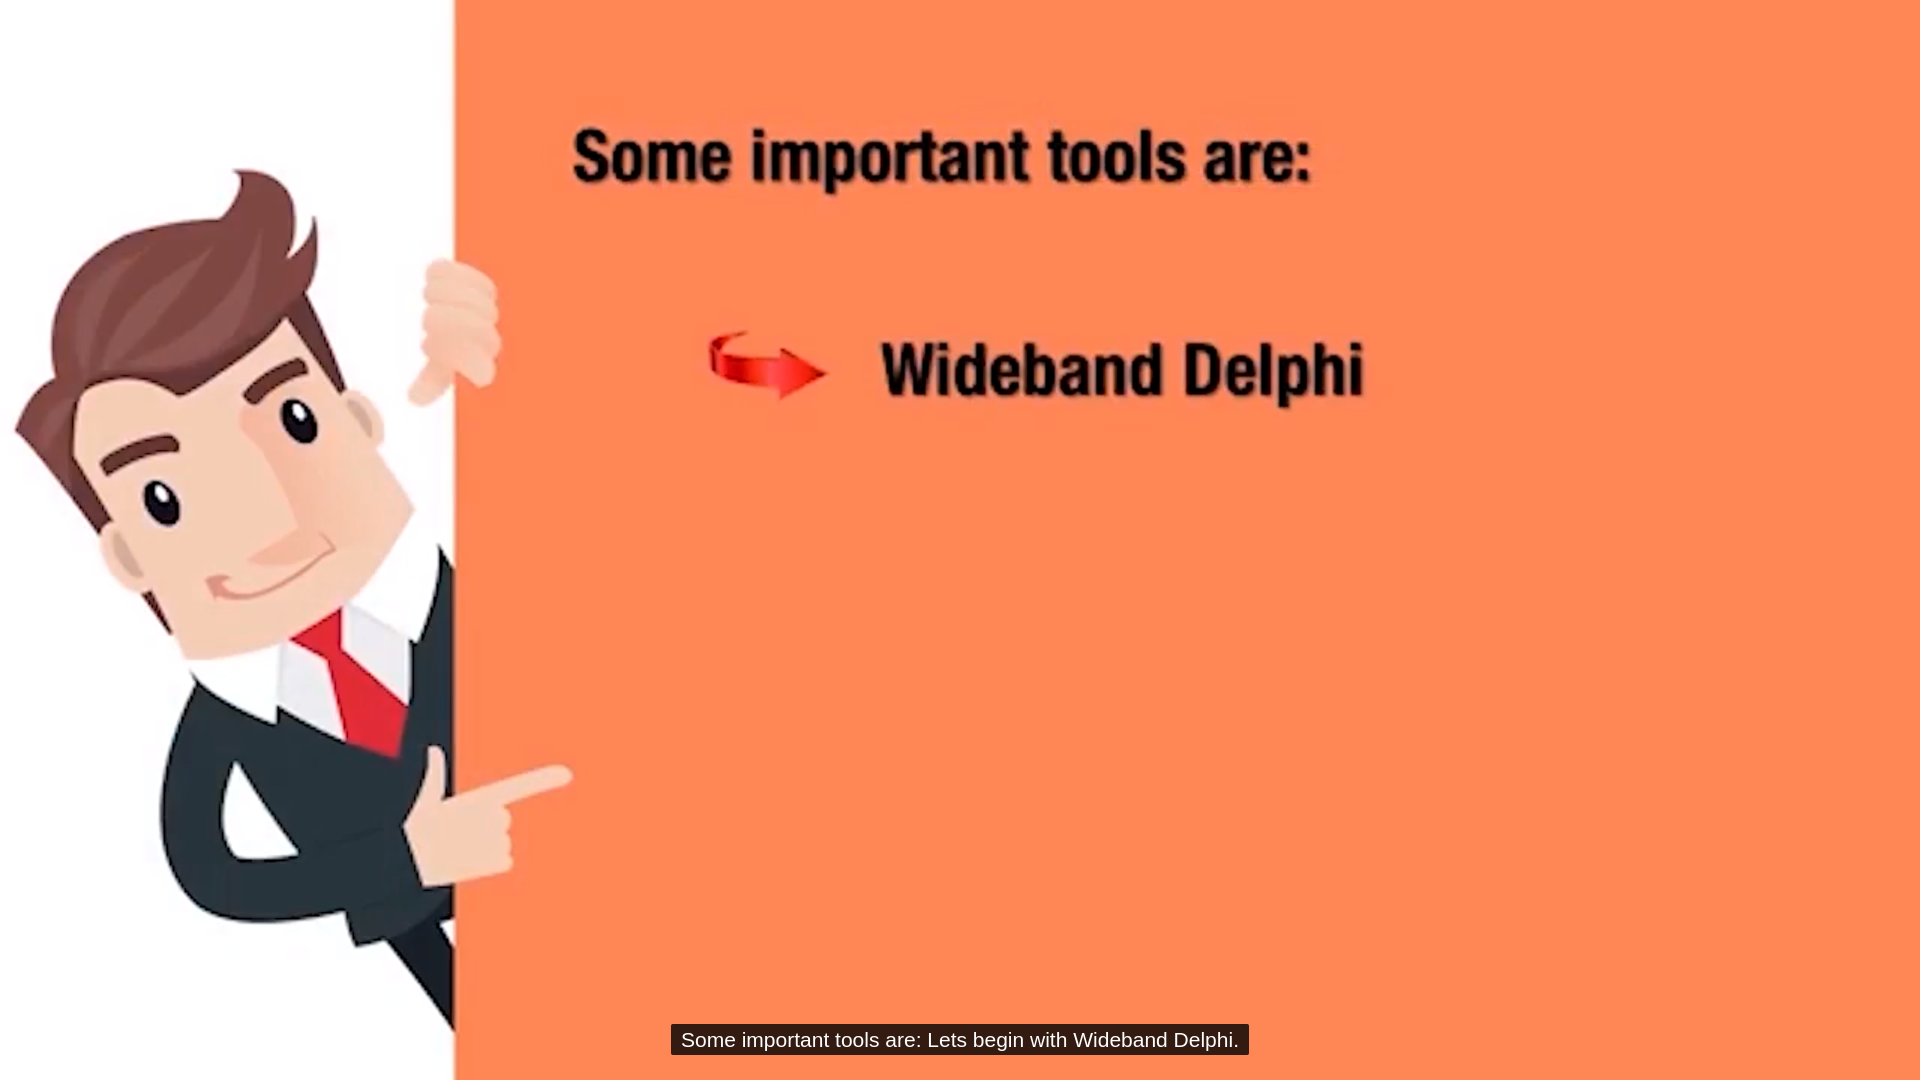 Some important tools are:
Wideband Delphi
Some important tools are: Lets begin with Wideband Delphi.